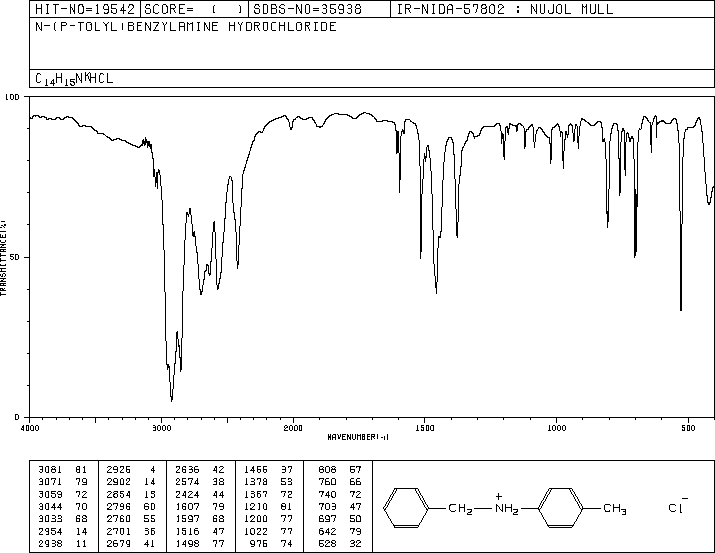 HIT-NO=19542 SCORE= ( ) SDBS-NO=35938 IR-NIDA-57802 : NUJOL MULL
N-(P-TOLYL)BENZYLAMINE HYDROCHLORIDE
C14H15N*HCL
100
50
0
TRANSMITTANCE(%)
4000 3000 2000 1500 1000 500
WAVENUMBER(-1)
3081 81 2925 4 2636 42 1455 37 808 57
3071 79 2902 14 2574 38 1378 53 760 66
3059 72 2854 15 2424 44 1367 72 740 72
3044 70 2796 60 1607 79 1210 81 703 47
3033 68 2760 55 1597 68 1200 77 697 50
2954 14 2701 36 1516 47 1022 77 642 79
2938 11 2679 41 1498 77 975 74 528 32
CH2 NH2 + CH3 Cl-